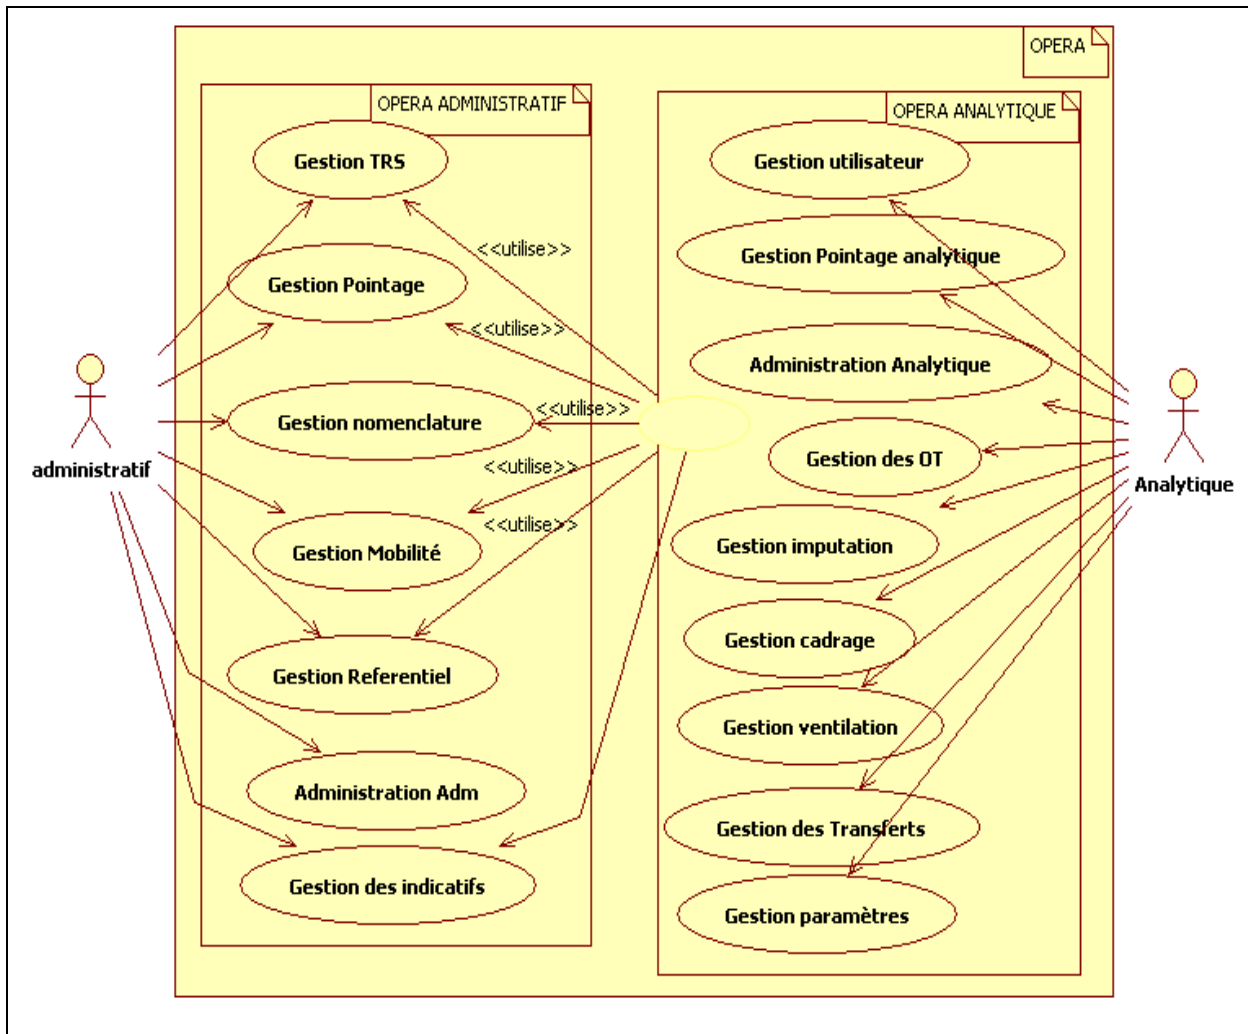 OPERA
OPERA ADMINISTRATIF
OPERA ANALYTIQUE
Gestion TRS
Gestion utilisateur
<<utilise>>
Gestion Pointage analytique
Gestion Pointage
<<utilise>>
Administration Analytique
<<utilise>>
Gestion nomenclature
Gestion des OT
administratif
<<utilise>>
Analytique
<<utilise>>
Gestion imputation
Gestion Mobilité
Gestion cadrage
Gestion Referentiel
Gestion ventilation
Administration Adm
Gestion des Transferts
Gestion des indicatifs
Gestion paramètres